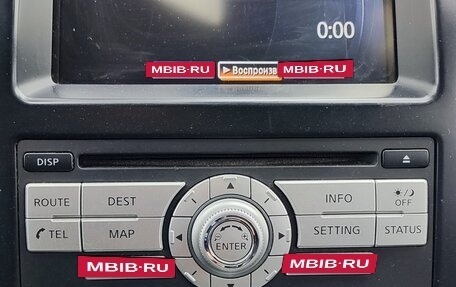 0:00
MBIB-RU ▶ Воспроизв MBIB-RU
DISP
ROUTE DEST INFO OFF
TEL MAP ENTER SETTING STATUS
MBIB-RU MBIB-RU